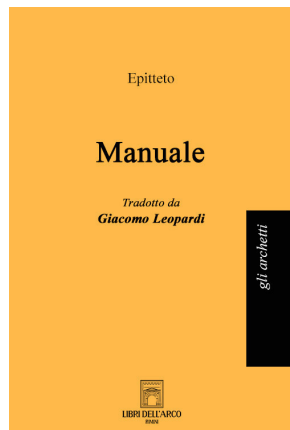 Epitteto
Manuale
Tradotto da
Giacomo Leopardi
gli archetti
LIBRI DELL'ARCO
RIMINI